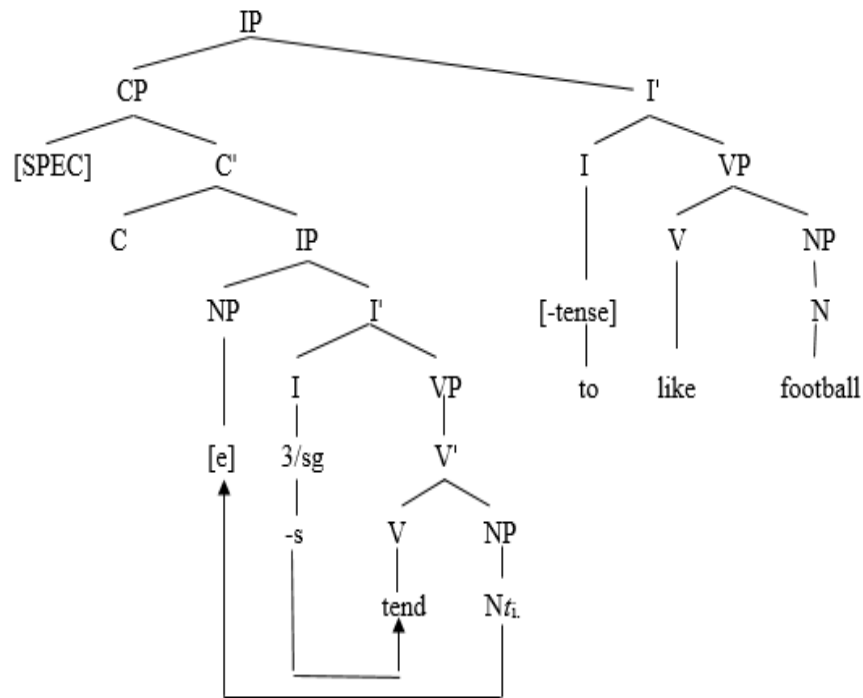 IP
CP I'
[SPEC] C' I VP
C IP V NP
NP I' [-tense] N
I VP to like football
[e] 3/sg V'
-s V NP
tend Nti.